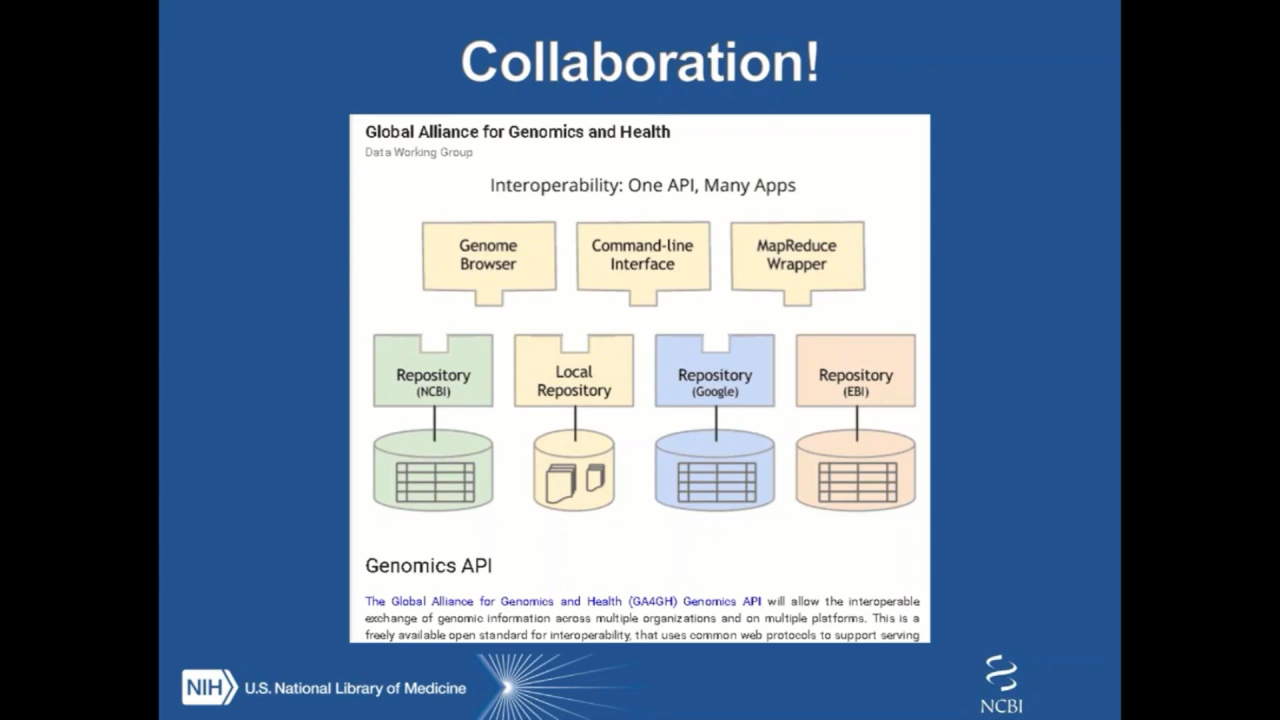 Collaboration!
Global Alliance for Genomics and Health
Data Working Group
Interoperability: One API, Many Apps
Genome
Browser
Command-line
Interface
MapReduce
Wrapper
Repository
(NCBI)
Local
Repository
Repository
(Google)
Repository
(EBI)
Genomics API
The Global Alliance for Genomics and Health (GA4GH) Genomics API will allow the interoperable
exchange of genomic information across multiple organizations and on multiple platforms. This is a
freely available open standard for interoperability, that uses common web protocols to support serving
NIH U.S. National Library of Medicine
NCBI